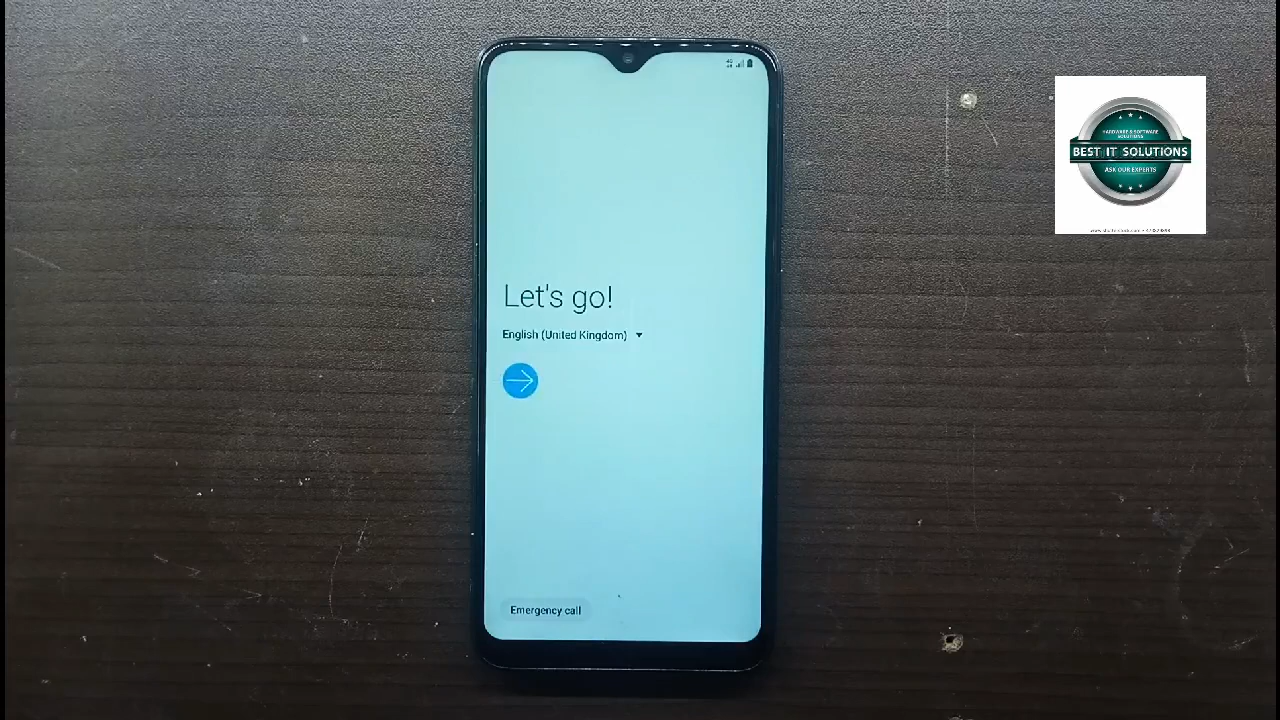 Let's go!
English (United Kingdom)
Emergency call
HARDWARE & SOFTWARE
SOLUTIONS
BEST IT SOLUTIONS
ASK OUR EXPERTS